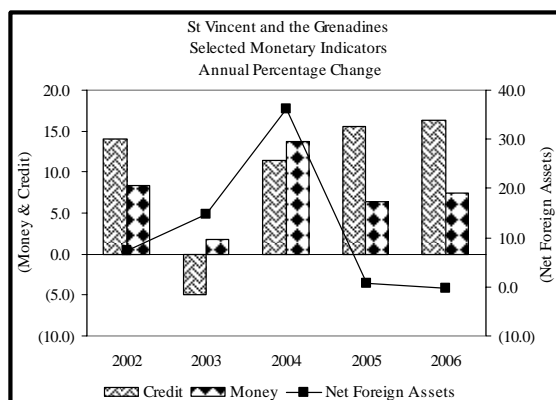 St Vincent and the Grenadines
Selected Monetary Indicators
Annual Percentage Change
20.0
15.0
10.0
5.0
0.0
(5.0)
(10.0)
(Money & Credit)
40.0
30.0
20.0
10.0
0.0
(10.0)
(Net Foreign Assets)
2002 2003 2004 2005 2006
Credit Money Net Foreign Assets